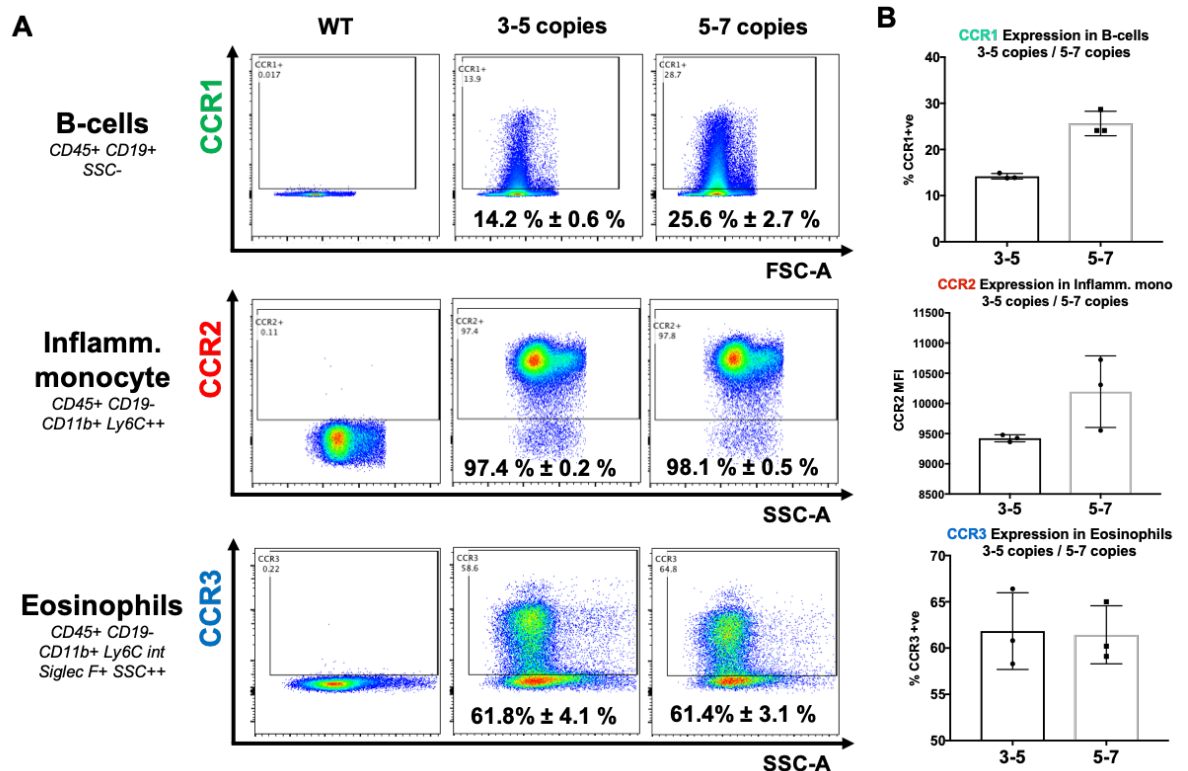 A
WT
3-5 copies
5-7 copies
B-cells
CD45+ CD19+
SSC-
CCR1
CCR1+
0.017
CCR1+
13.9
CCR1+
28.7
14.2 % ± 0.6 %
25.6 % ± 2.7 %
FSC-A
Inflamm.
monocyte
CD45+ CD19-
CD11b+ Ly6C++
CCR2
CCR2+
0.11
CCR2+
97.4
CCR2+
97.8
97.4 % ± 0.2 %
98.1 % ± 0.5 %
SSC-A
Eosinophils
CD45+ CD19-
CD11b+ Ly6C int
Siglec F+ SSC++
CCR3
CCR3
0.22
CCR3
58.6
CCR3
64.8
61.8% ± 4.1 %
61.4% ± 3.1 %
SSC-A
B
CCR1 Expression in B-cells
3-5 copies / 5-7 copies
% CCR1+ve
40
30
20
10
0
3-5
5-7
CCR2 Expression in Inflamm. mono
3-5 copies / 5-7 copies
CCR2 MFI
11500
11000
10500
10000
9500
9000
8500
3-5
5-7
CCR3 Expression in Eosinophils
3-5 copies / 5-7 copies
% CCR3 +ve
70
65
60
55
50
3-5
5-7